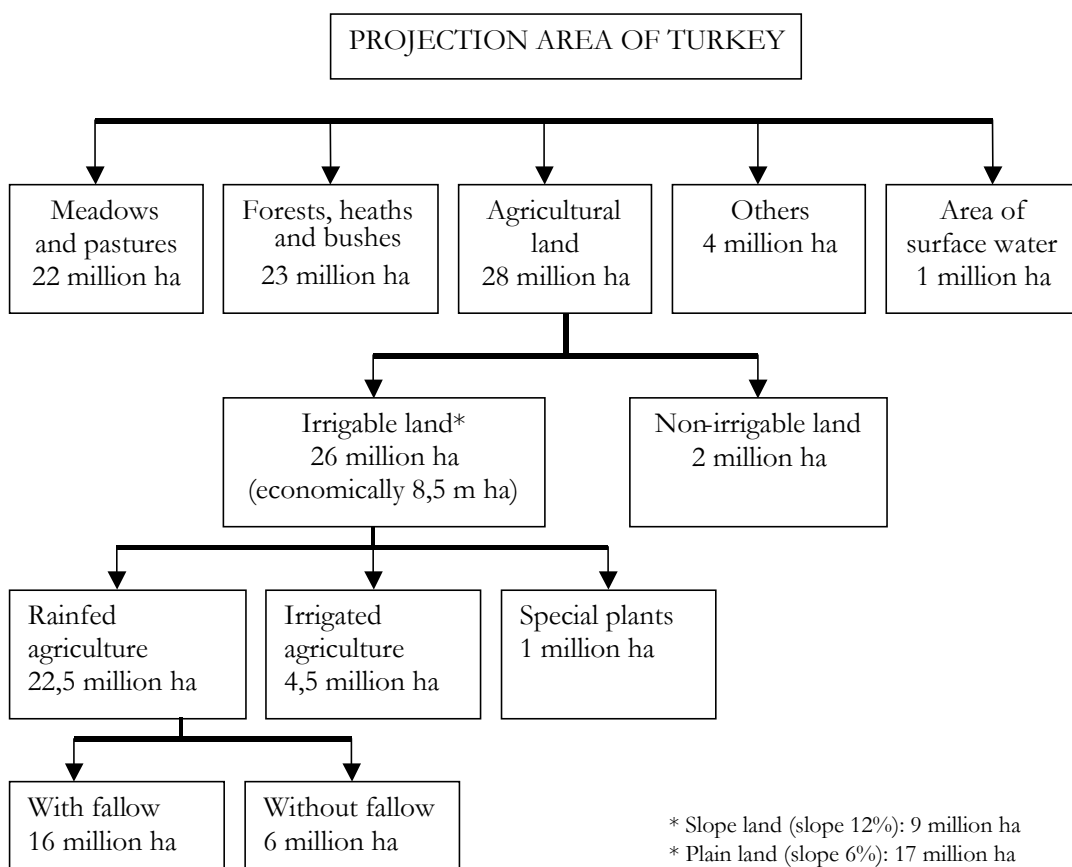 PROJECTION AREA OF TURKEY
Meadows
and pastures
22 million ha
Forests, heaths
and bushes
23 million ha
Agricultural
land
28 million ha
Others
4 million ha
Area of
surface water
1 million ha
Irrigable land*
26 million ha
(economically 8,5 m ha)
Non-irrigable land
2 million ha
Rainfed
agriculture
22,5 million ha
Irrigated
agriculture
4,5 million ha
Special plants
1 million ha
With fallow
16 million ha
Without fallow
6 million ha
* Slope land (slope 12%): 9 million ha
* Plain land (slope 6%): 17 million ha